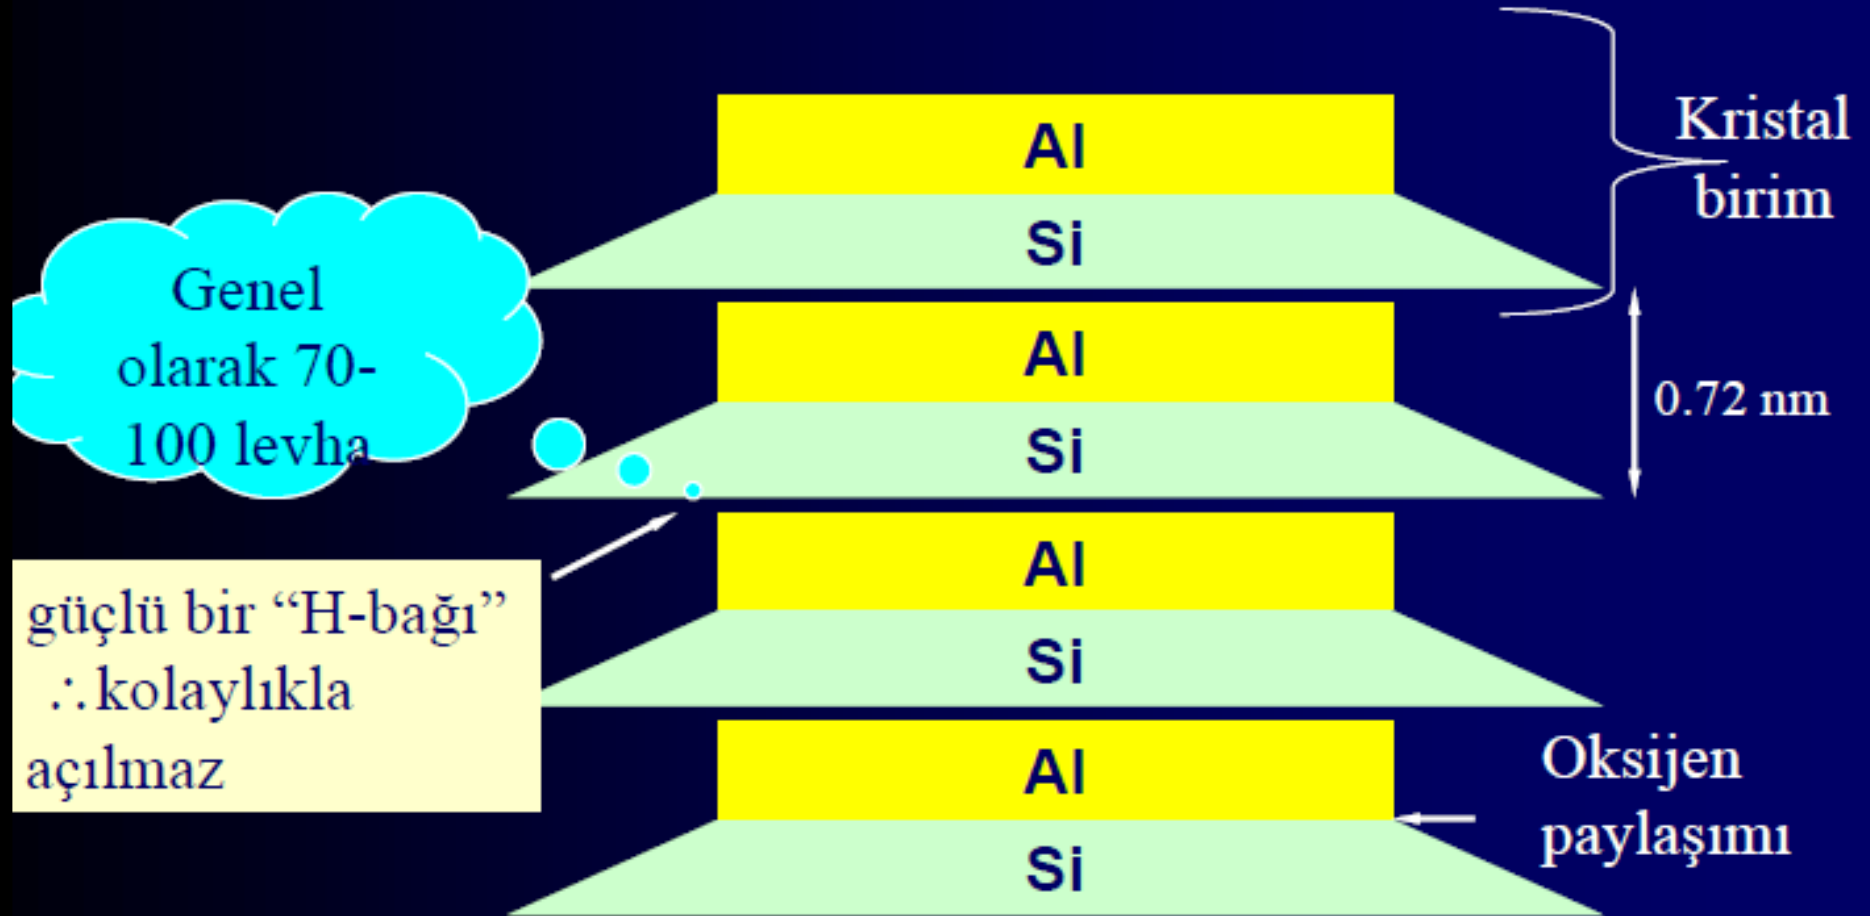 Al
Kristal
birim
Si
Genel
olarak 70-
100 levha
Al
0.72 nm
Si
güçlü bir “H-bağı”
∴kolaylıkla
açılmaz
Al
Si
Al
Oksijen
paylaşımı
Si